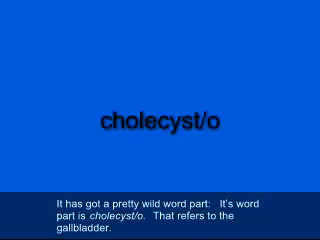 cholecyst/o
It has got a pretty wild word part: It's word
part is cholecyst/o. That refers to the
gallbladder.